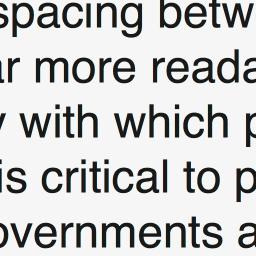 spacing betw
ar more reada
y with which p
is critical to p
overnments a